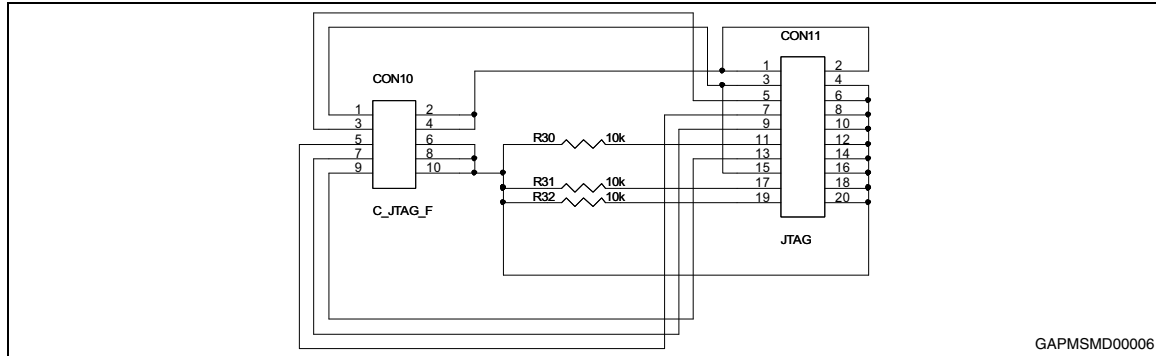 CON11
1 2
3 4
CON10
5 6
1 2
7 8
3 4
9 10
5 6
R30 10k
11 12
7 8
13 14
9 10
15 16
R31 10k
17 18
R32 10k
19 20
C_JTAG_F
JTAG
GAPMSMD00006